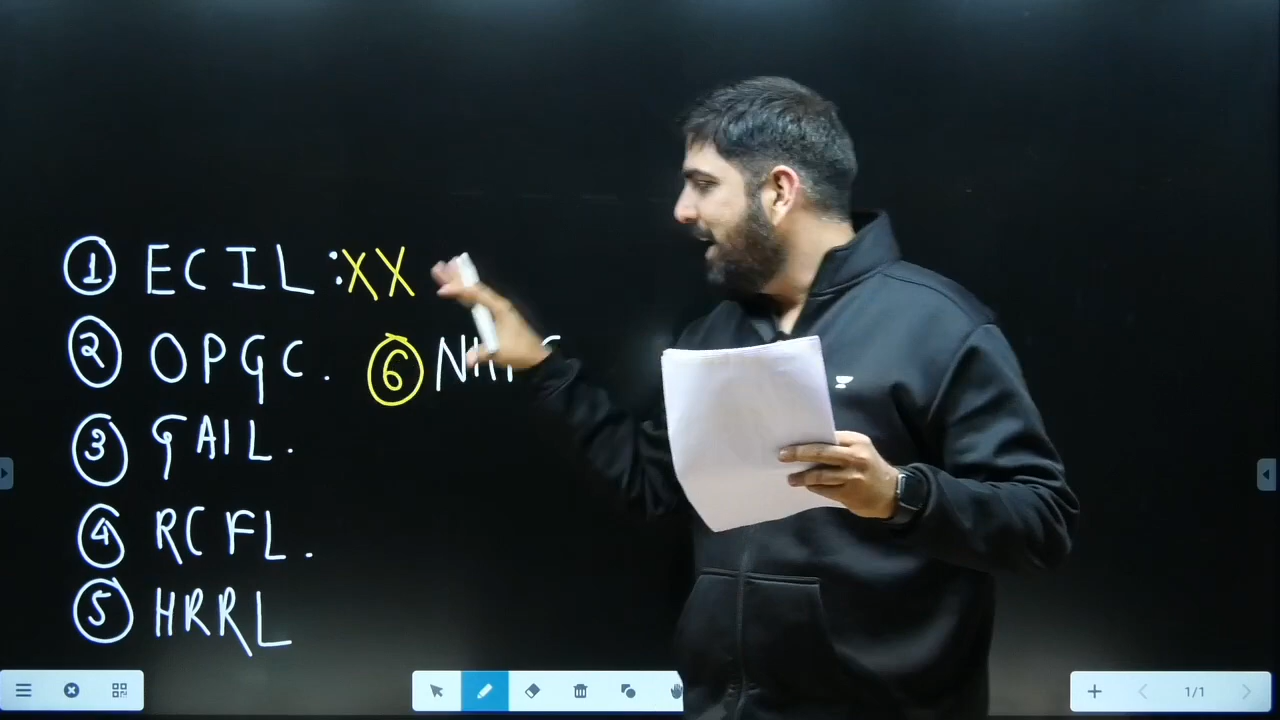 ① ECIL : XX
② OPGC. ⑥
③ GAIL.
④ RCFL.
⑤ HRRL
1/1